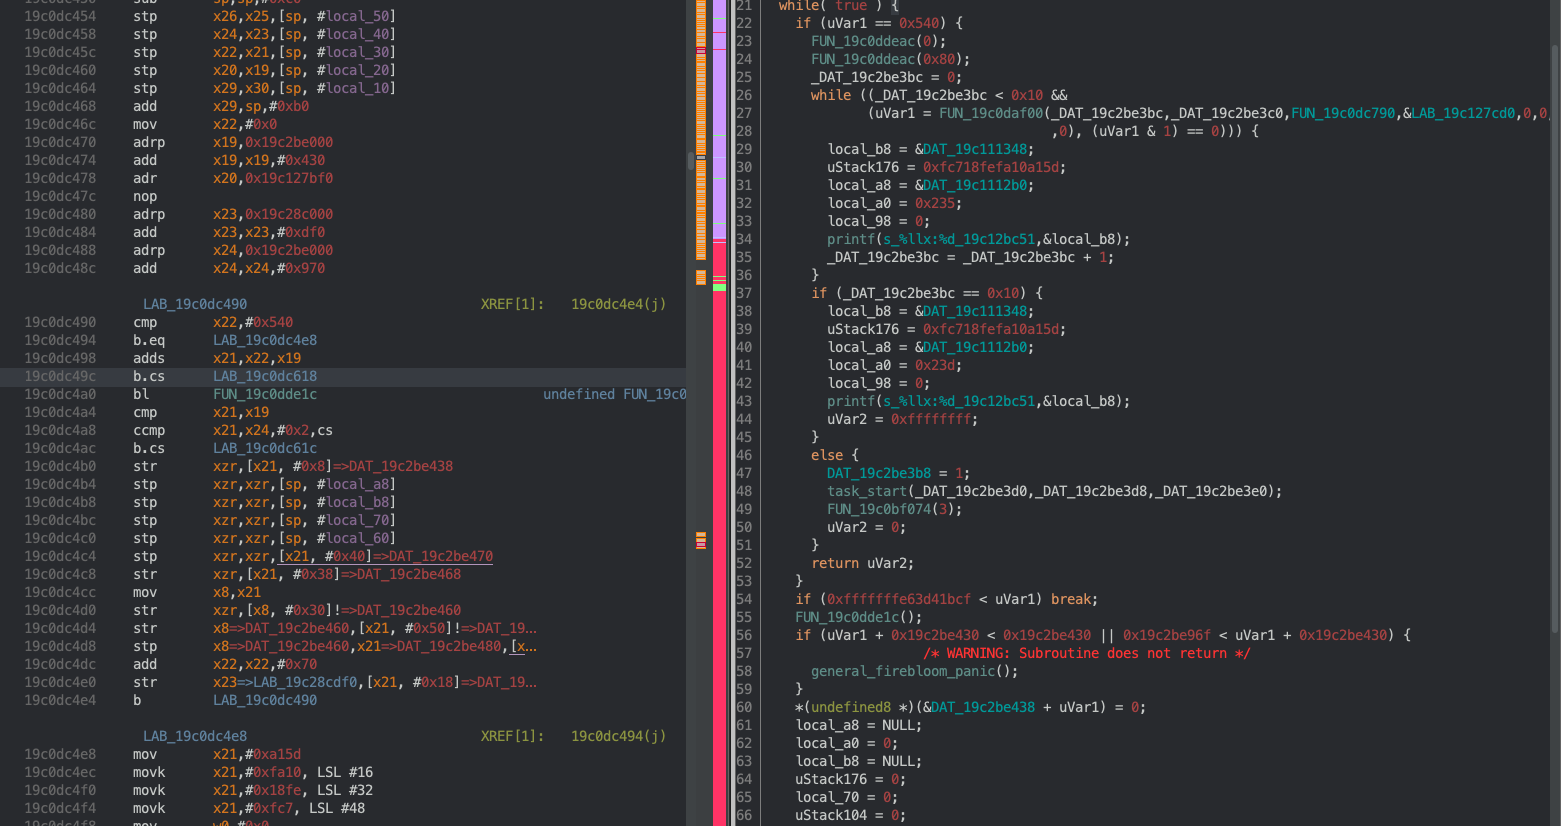 19c0dc450 sub sp,sp,#0xc0
19c0dc454 stp x26,x25,[sp, #local_50]
19c0dc458 stp x24,x23,[sp, #local_40]
19c0dc45c stp x22,x21,[sp, #local_30]
19c0dc460 stp x20,x19,[sp, #local_20]
19c0dc464 stp x29,x30,[sp, #local_10]
19c0dc468 add x29,sp,#0xb0
19c0dc46c mov x22,#0x0
19c0dc470 adrp x19,0x19c2be000
19c0dc474 add x19,x19,#0x430
19c0dc478 adr x20,0x19c127bf0
19c0dc47c nop
19c0dc480 adrp x23,0x19c28c000
19c0dc484 add x23,x23,#0xdf0
19c0dc488 adrp x24,0x19c2be000
19c0dc48c add x24,x24,#0x970
LAB_19c0dc490 XREF[1]: 19c0dc4e4(j)
19c0dc490 cmp x22,#0x540
19c0dc494 b.eq LAB_19c0dc4e8
19c0dc498 adds x21,x22,x19
19c0dc49c b.cs LAB_19c0dc618
19c0dc4a0 bl FUN_19c0dde1c undefined FUN_19c0
19c0dc4a4 cmp x21,x19
19c0dc4a8 ccmp x21,x24,#0x2,cs
19c0dc4ac b.cs LAB_19c0dc61c
19c0dc4b0 str xzr,[x21, #0x8]=>DAT_19c2be438
19c0dc4b4 stp xzr,xzr,[sp, #local_a8]
19c0dc4b8 stp xzr,xzr,[sp, #local_b8]
19c0dc4bc stp xzr,xzr,[sp, #local_70]
19c0dc4c0 stp xzr,xzr,[sp, #local_60]
19c0dc4c4 stp xzr,xzr,[x21, #0x40]=>DAT_19c2be470
19c0dc4c8 str xzr,[x21, #0x38]=>DAT_19c2be468
19c0dc4cc mov x8,x21
19c0dc4d0 str xzr,[x8, #0x30]!=>DAT_19c2be460
19c0dc4d4 str x8=>DAT_19c2be460,[x21, #0x50]!=>DAT_19...
19c0dc4d8 stp x8=>DAT_19c2be460,x21=>DAT_19c2be480,[x...
19c0dc4dc add x22,x22,#0x70
19c0dc4e0 str x23=>LAB_19c28cdf0,[x21, #0x18]=>DAT_19...
19c0dc4e4 b LAB_19c0dc490
LAB_19c0dc4e8 XREF[1]: 19c0dc494(j)
19c0dc4e8 mov x21,#0xa15d
19c0dc4ec movk x21,#0xfa10, LSL #16
19c0dc4f0 movk x21,#0x18fe, LSL #32
19c0dc4f4 movk x21,#0xfc7, LSL #48
19c0dc4f8 mov w0,#0x0
21 while( true ) {
22 if (uVar1 == 0x540) {
23 FUN_19c0ddeac(0);
24 FUN_19c0ddeac(0x80);
25 _DAT_19c2be3bc = 0;
26 while ((_DAT_19c2be3bc < 0x10 &&
27 (uVar1 = FUN_19c0daf00(_DAT_19c2be3bc,_DAT_19c2be3c0,FUN_19c0dc790,&LAB_19c127cd0,0,0,
28 ,0), (uVar1 & 1) == 0))) {
29 local_b8 = &DAT_19c111348;
30 uStack176 = 0xfc718fefa10a15d;
31 local_a8 = &DAT_19c1112b0;
32 local_a0 = 0x235;
33 local_98 = 0;
34 printf(s_%llx:%d_19c12bc51,&local_b8);
35 _DAT_19c2be3bc = _DAT_19c2be3bc + 1;
36 }
37 if (_DAT_19c2be3bc == 0x10) {
38 local_b8 = &DAT_19c111348;
39 uStack176 = 0xfc718fefa10a15d;
40 local_a8 = &DAT_19c1112b0;
41 local_a0 = 0x23d;
42 local_98 = 0;
43 printf(s_%llx:%d_19c12bc51,&local_b8);
44 uVar2 = 0xffffffff;
45 }
46 else {
47 DAT_19c2be3b8 = 1;
48 task_start(_DAT_19c2be3d0,_DAT_19c2be3d8,_DAT_19c2be3e0);
49 FUN_19c0bf074(3);
50 uVar2 = 0;
51 }
52 return uVar2;
53 }
54 if (0xfffffffe63d41bcf < uVar1) break;
55 FUN_19c0dde1c();
56 if (uVar1 + 0x19c2be430 < 0x19c2be430 || 0x19c2be96f < uVar1 + 0x19c2be430) {
57 /* WARNING: Subroutine does not return */
58 general_firebloom_panic();
59 }
60 *(undefined8 *)(&DAT_19c2be438 + uVar1) = 0;
61 local_a8 = NULL;
62 local_a0 = 0;
63 local_b8 = NULL;
64 uStack176 = 0;
65 local_70 = 0;
66 uStack104 = 0;